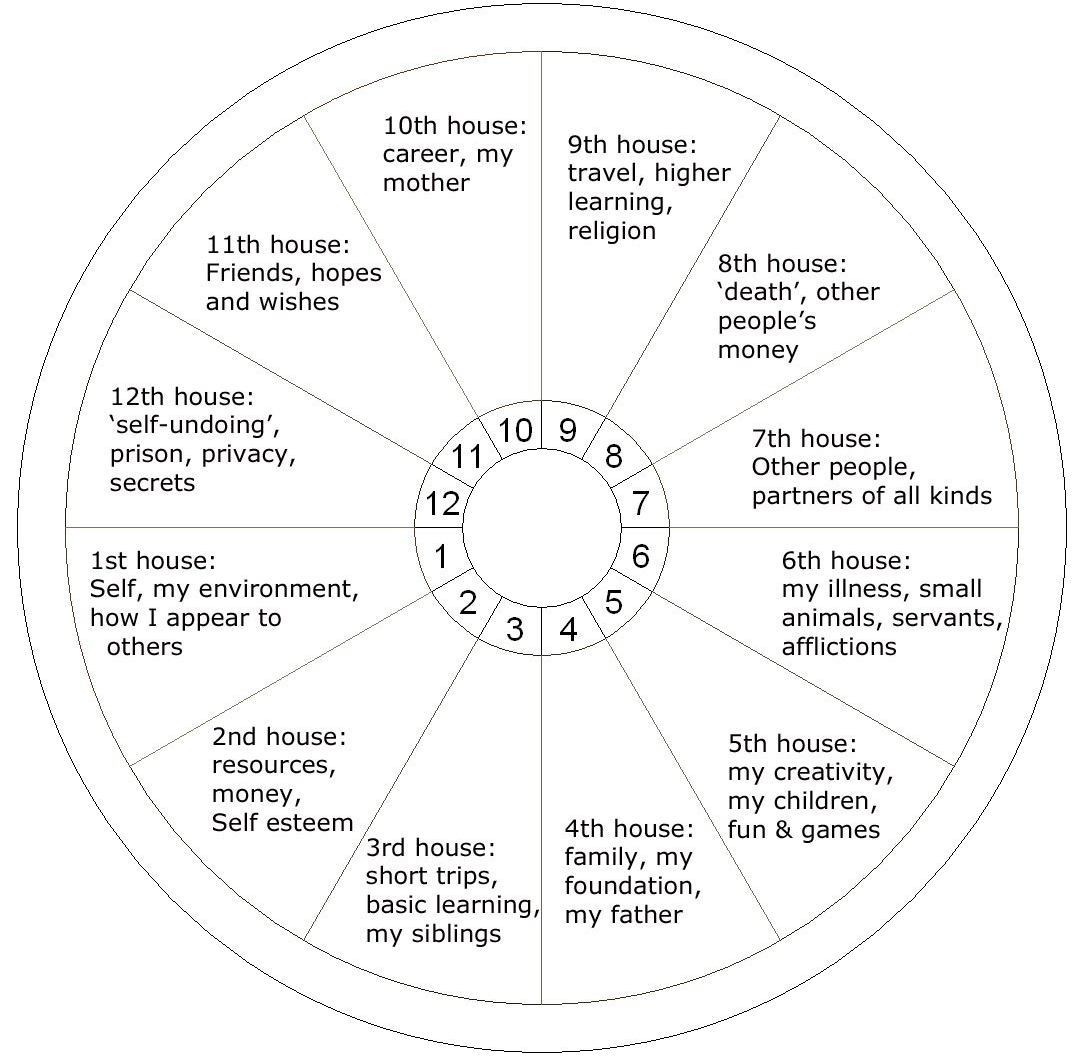 10th house:
career, my
mother
9th house:
travel, higher
learning,
religion
11th house:
Friends, hopes
and wishes
8th house:
‘death’, other
people’s
money
12th house:
‘self-undoing’,
prison, privacy,
secrets
7th house:
Other people,
partners of all kinds
1st house:
Self, my environment,
how I appear to
others
6th house:
my illness, small
animals, servants,
afflictions
2nd house:
resources,
money,
Self esteem
5th house:
my creativity,
my children,
fun & games
3rd house:
short trips,
basic learning,
my siblings
4th house:
family, my
foundation,
my father
10
9
11
8
12
7
1
6
2
5
3
4